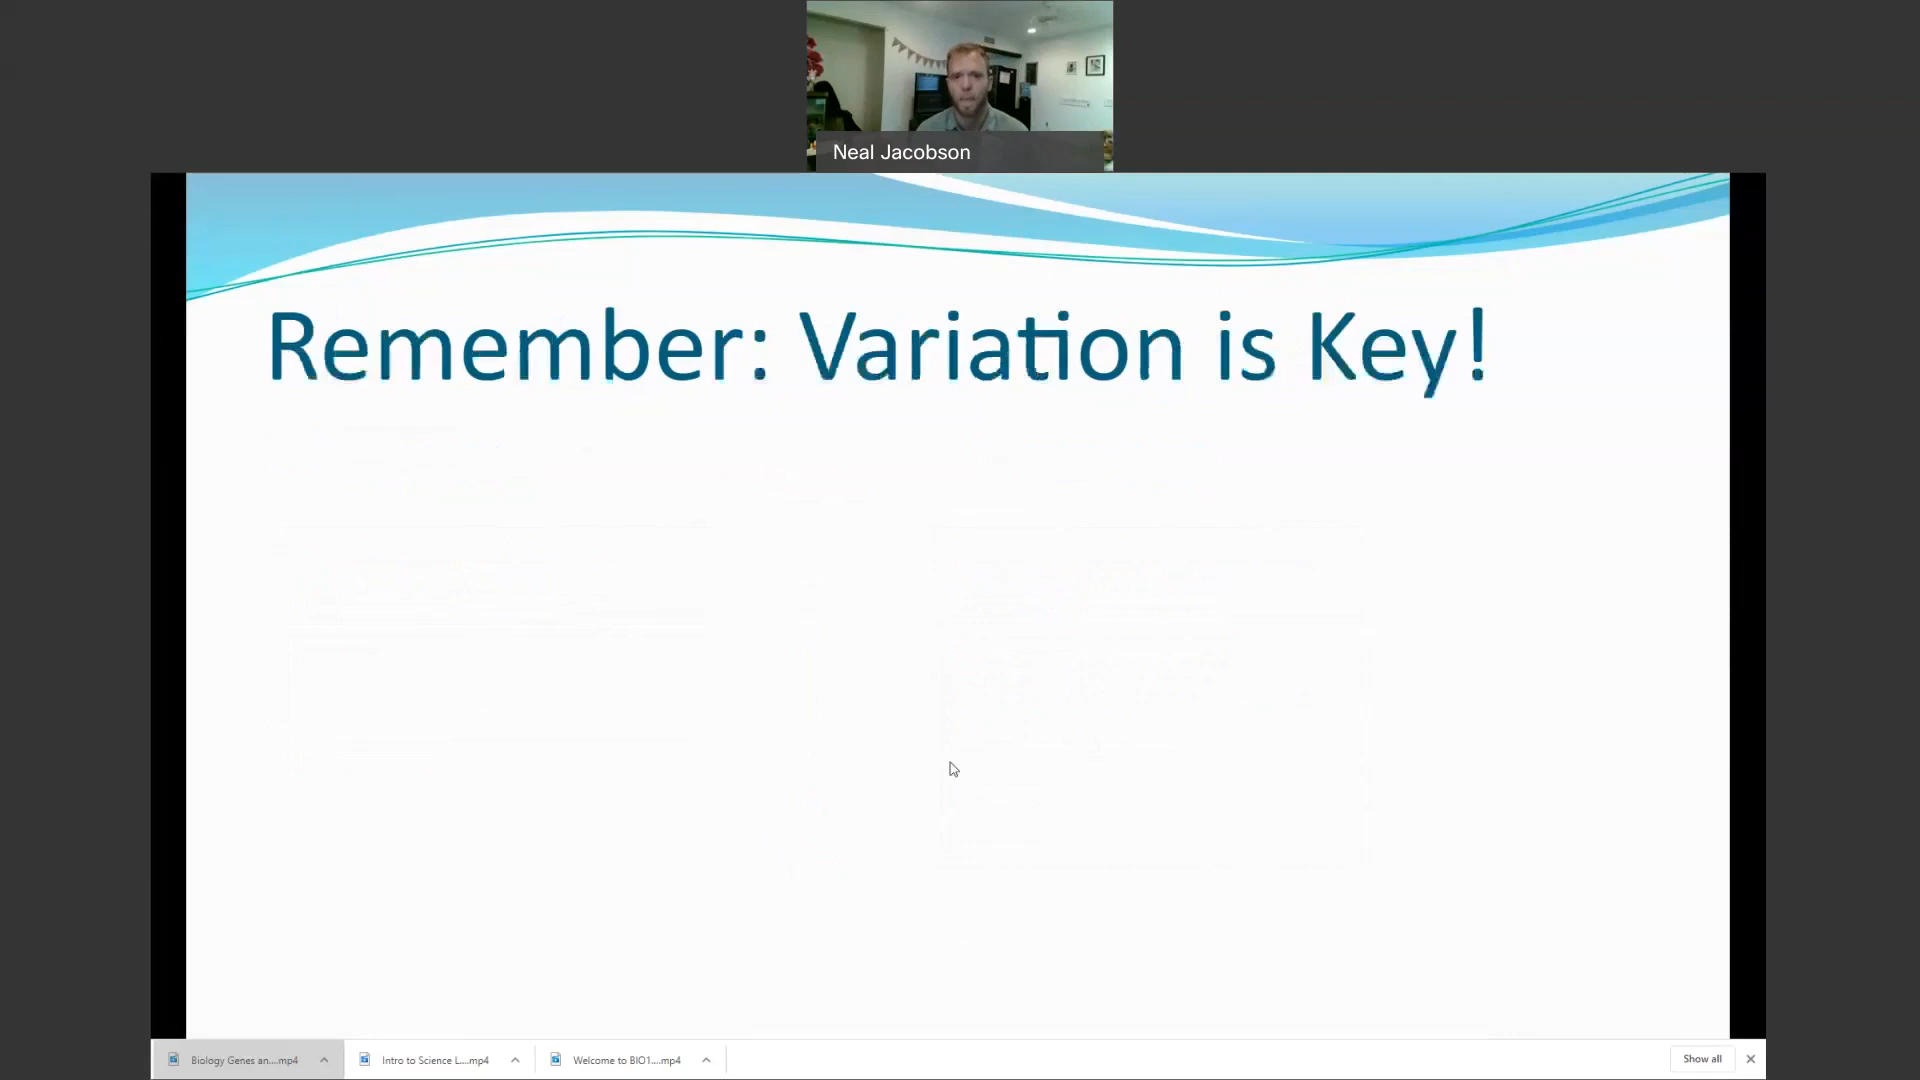 Neal Jacobson
Remember: Variation is Key!
Biology Genes an....mp4
Intro to Science L....mp4
Welcome to BIO1....mp4
Show all